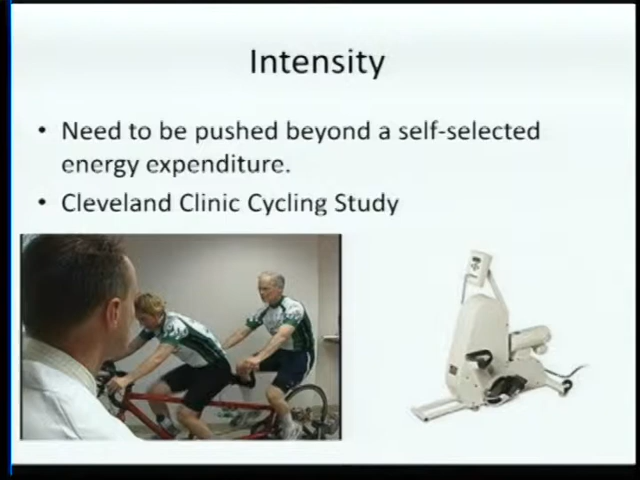 Intensity
• Need to be pushed beyond a self-selected
energy expenditure.
• Cleveland Clinic Cycling Study